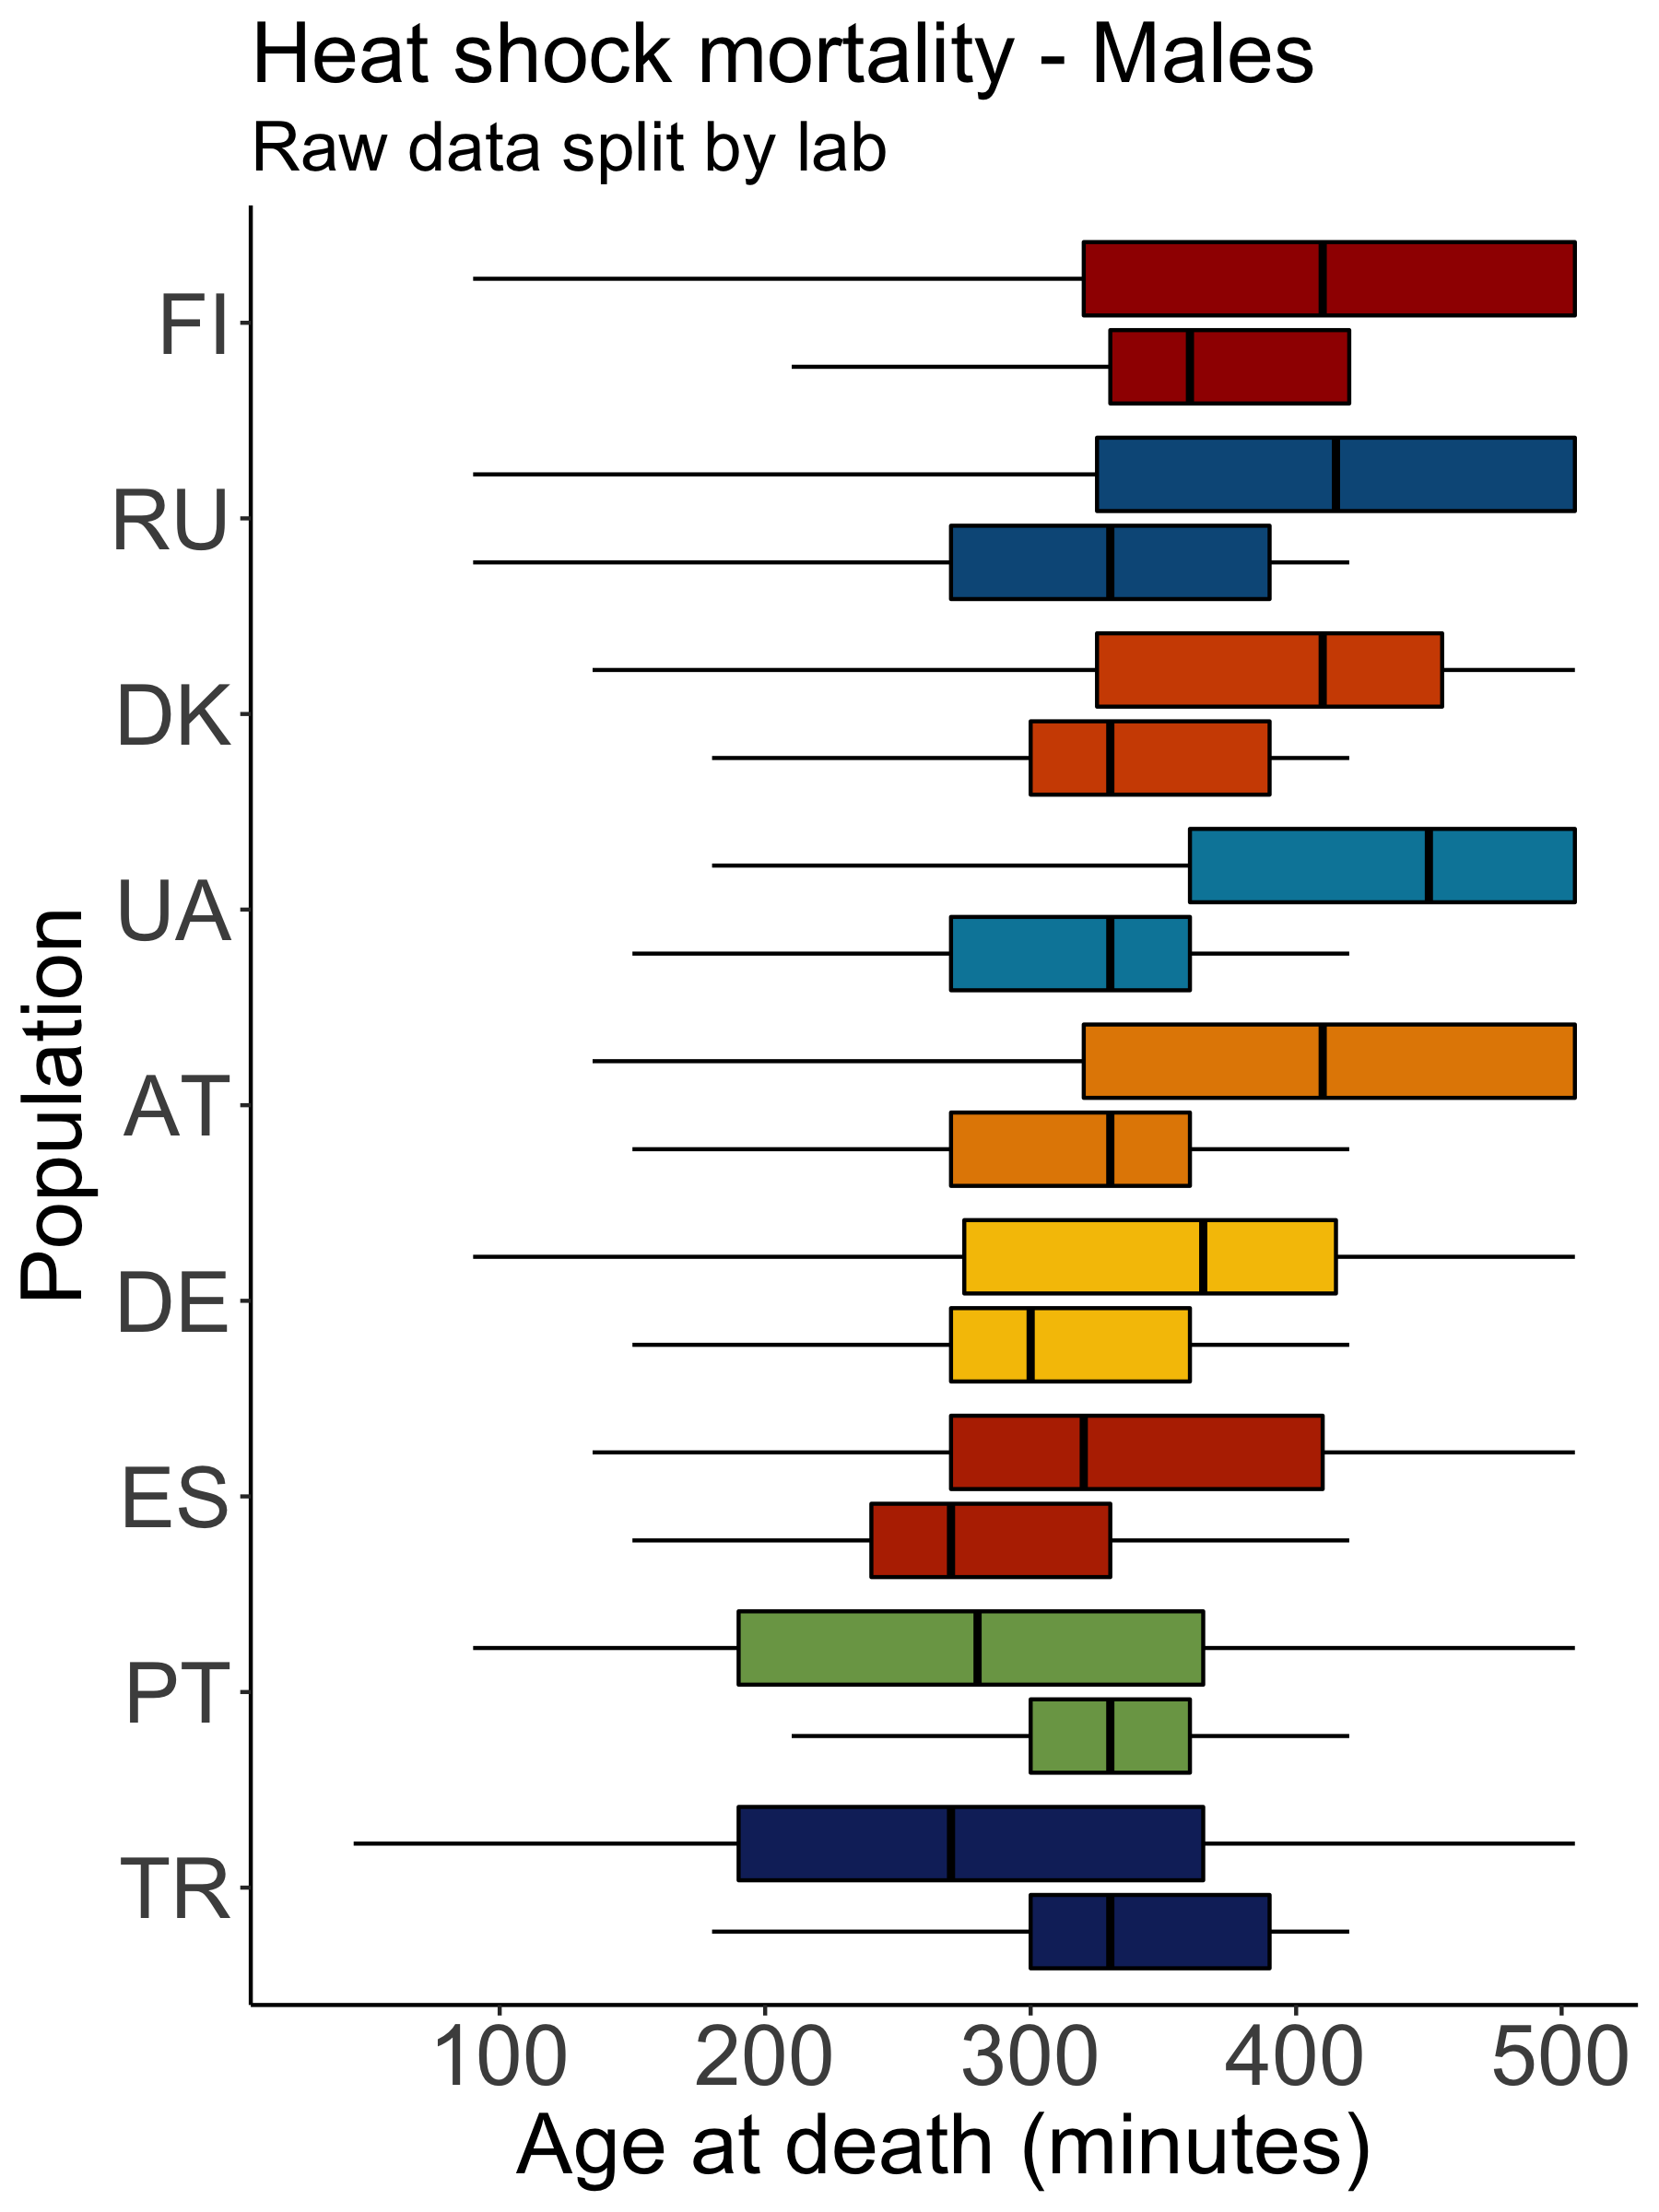 Heat shock mortality - Males
Raw data split by lab
Population
FI
RU
DK
UA
AT
DE
ES
PT
TR
100 200 300 400 500
Age at death (minutes)